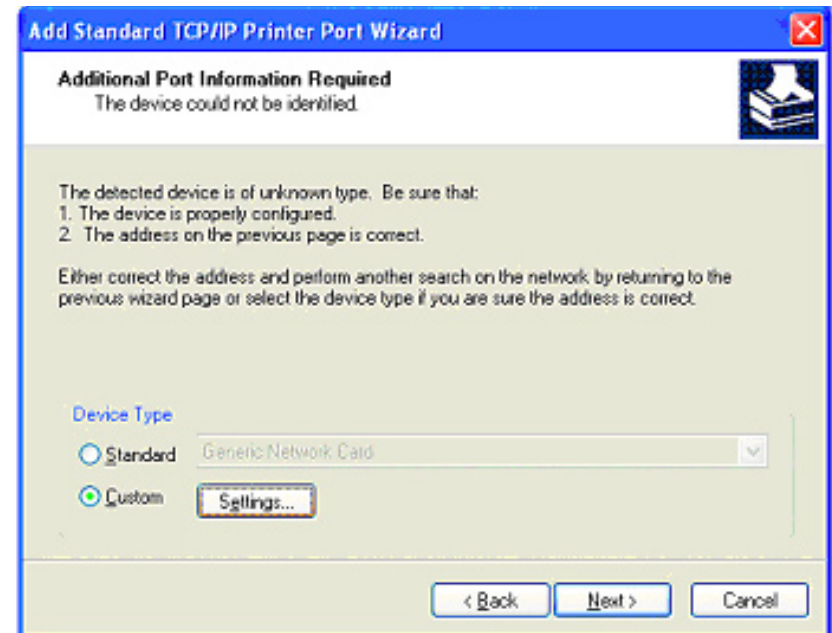 Add Standard TCP/IP Printer Port Wizard
Additional Port Information Required
The device could not be identified.
The detected device is of unknown type. Be sure that:
1. The device is properly configured.
2. The address on the previous page is correct.
Either correct the address and perform another search on the network by returning to the
previous wizard page or select the device type if you are sure the address is correct.
Device Type
Standard Generic Network Card
Custom Settings...
< Back Next > Cancel